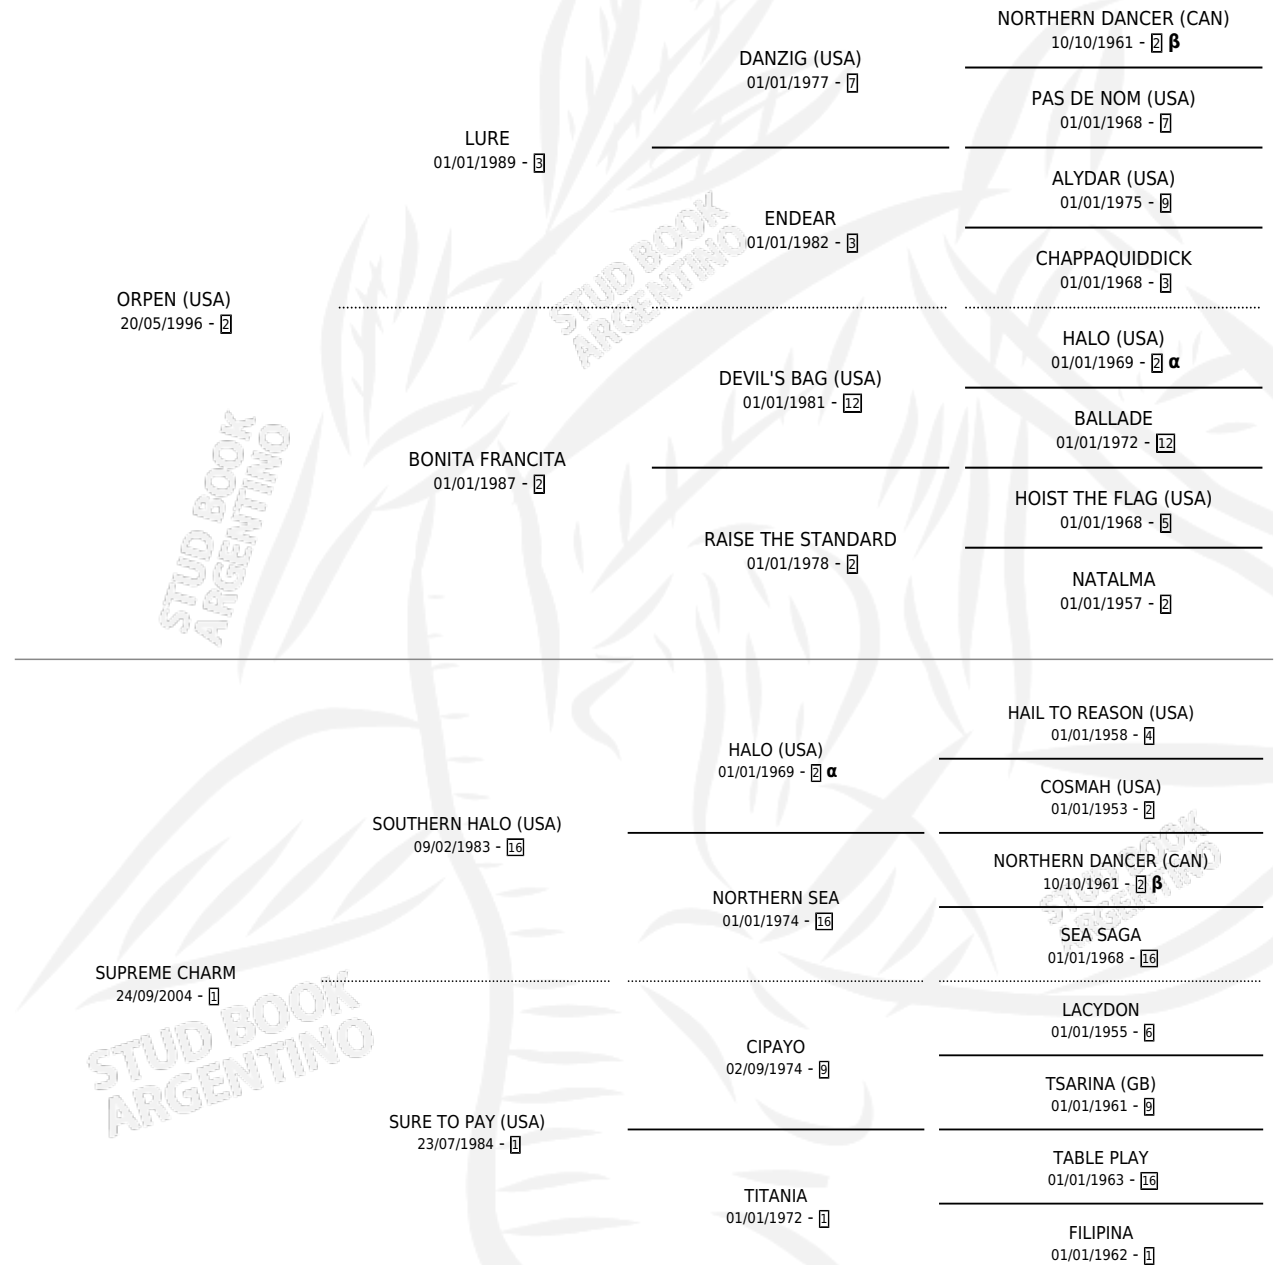 NORTHERN DANCER (CAN)
10/10/1961 - 2 β
DANZIG (USA)
01/01/1977 - 7
PAS DE NOM (USA)
01/01/1968 - 7
LURE
01/01/1989 - 3
ALYDAR (USA)
01/01/1975 - 9
ENDEAR
01/01/1982 - 3
CHAPPAQUIDDICK
01/01/1968 - 3
STUD BOOK
ARGENTINO
ORPEN (USA)
20/05/1996 - 2
HALO (USA)
01/01/1969 - 2 α
DEVIL'S BAG (USA)
01/01/1981 - 12
BALLADE
01/01/1972 - 12
BONITA FRANCITA
01/01/1987 - 2
HOIST THE FLAG (USA)
01/01/1968 - 5
RAISE THE STANDARD
01/01/1978 - 2
NATALMA
01/01/1957 - 2
STUD BOOK
ARGENTINO
HAIL TO REASON (USA)
01/01/1958 - 4
HALO (USA)
01/01/1969 - 2 α
COSMAH (USA)
01/01/1953 - 2
SOUTHERN HALO (USA)
09/02/1983 - 16
NORTHERN DANCER (CAN)
10/10/1961 - 2 β
NORTHERN SEA
01/01/1974 - 16
SEA SAGA
01/01/1968 - 16
STUD BOOK
ARGENTINO
SUPREME CHARM
24/09/2004 - 1
LACYDON
01/01/1955 - 6
CIPAYO
02/09/1974 - 9
TSARINA (GB)
01/01/1961 - 9
SURE TO PAY (USA)
23/07/1984 - 1
TABLE PLAY
01/01/1963 - 16
TITANIA
01/01/1972 - 1
FILIPINA
01/01/1962 - 1
STUD BOOK
ARGENTINO